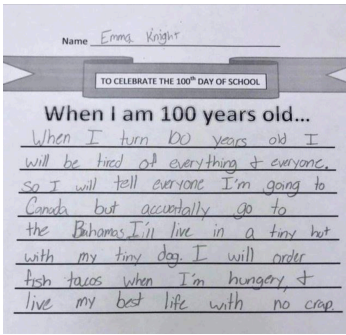 Name Emma Knight
TO CELEBRATE THE 100th DAY OF SCHOOL
When I am 100 years old...
When I turn 100 years old I
will be tired of everything & everyone.
so I will tell everyone I'm going to
Canada but accuatally go to
the Bahamas I'ill live in a tiny hut
with my tiny dog. I will order
fish tacos when I'm hungery, &
live my best life with no crap